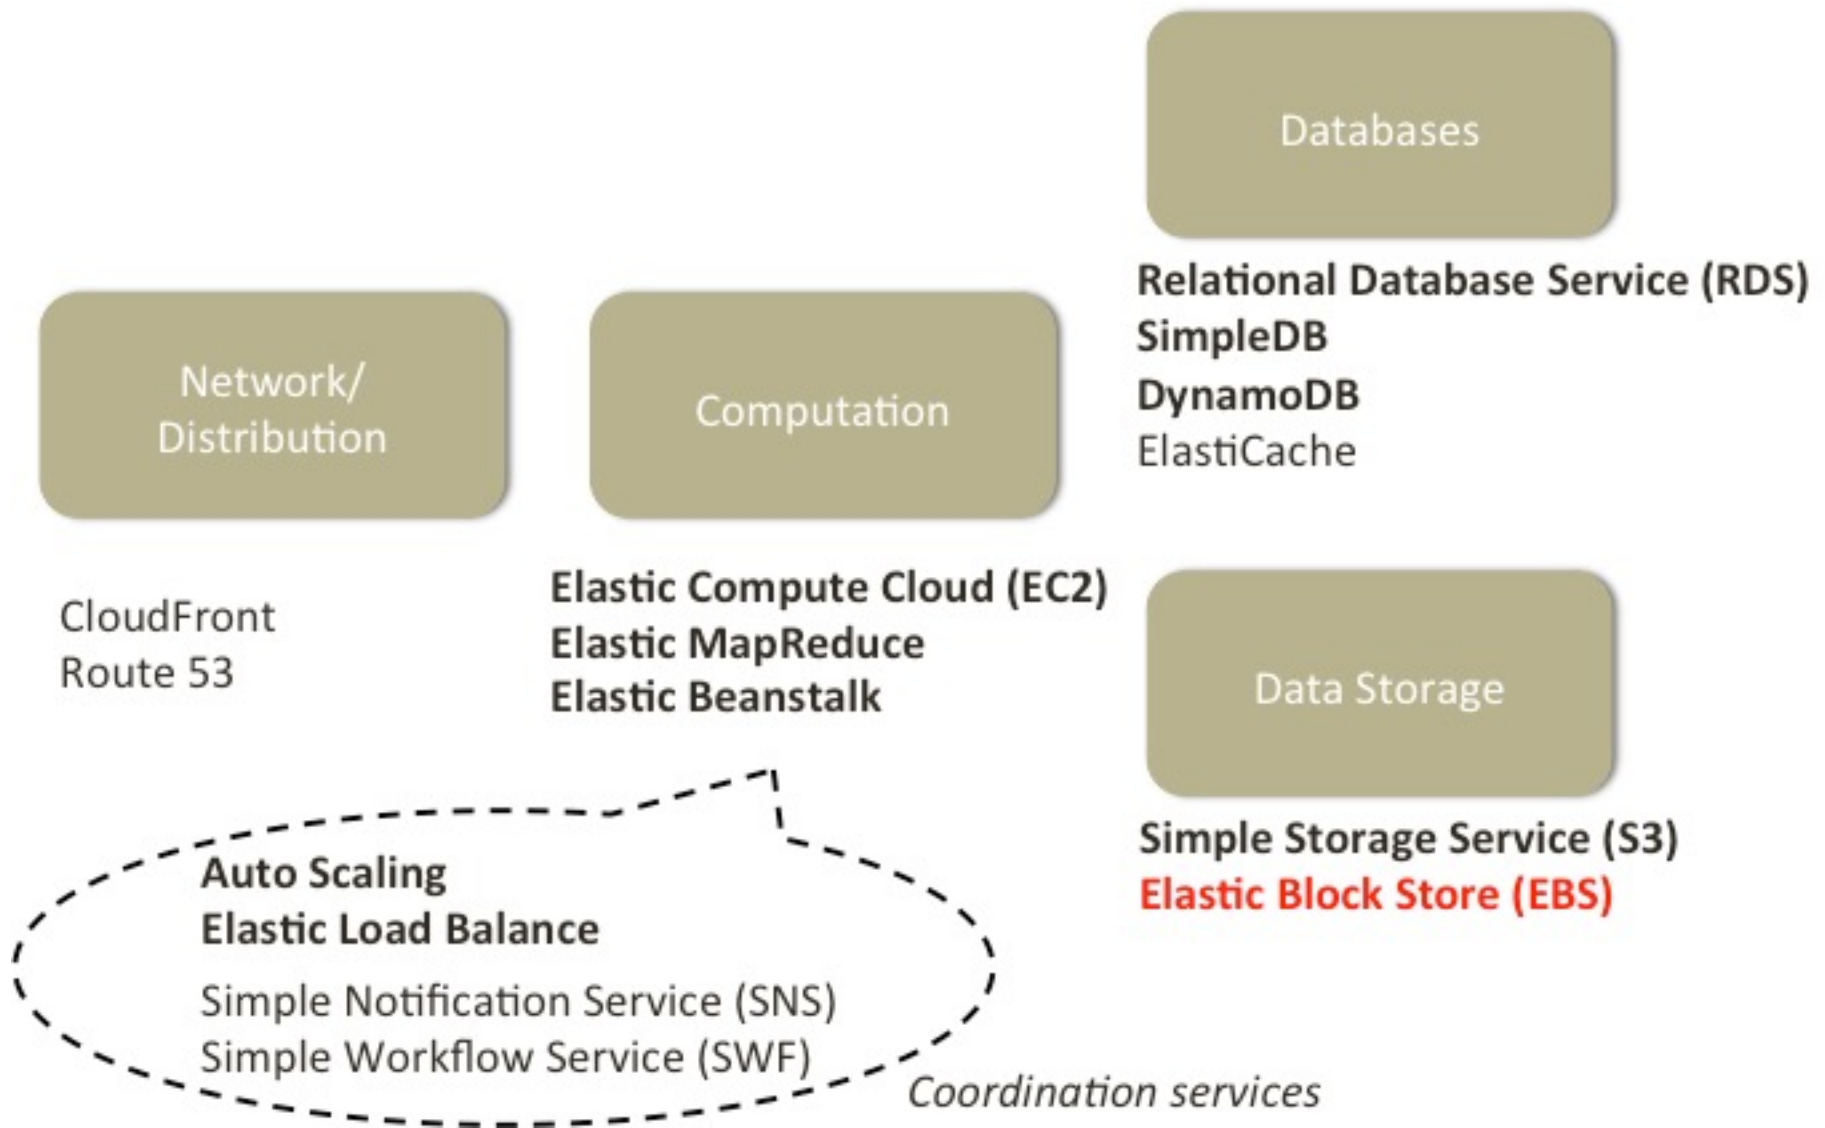 Databases
Relational Database Service (RDS)
SimpleDB
DynamoDB
ElastiCache
Network/
Distribution
CloudFront
Route 53
Computation
Elastic Compute Cloud (EC2)
Elastic MapReduce
Elastic Beanstalk
Data Storage
Simple Storage Service (S3)
Elastic Block Store (EBS)
Auto Scaling
Elastic Load Balance
Simple Notification Service (SNS)
Simple Workflow Service (SWF)
Coordination services